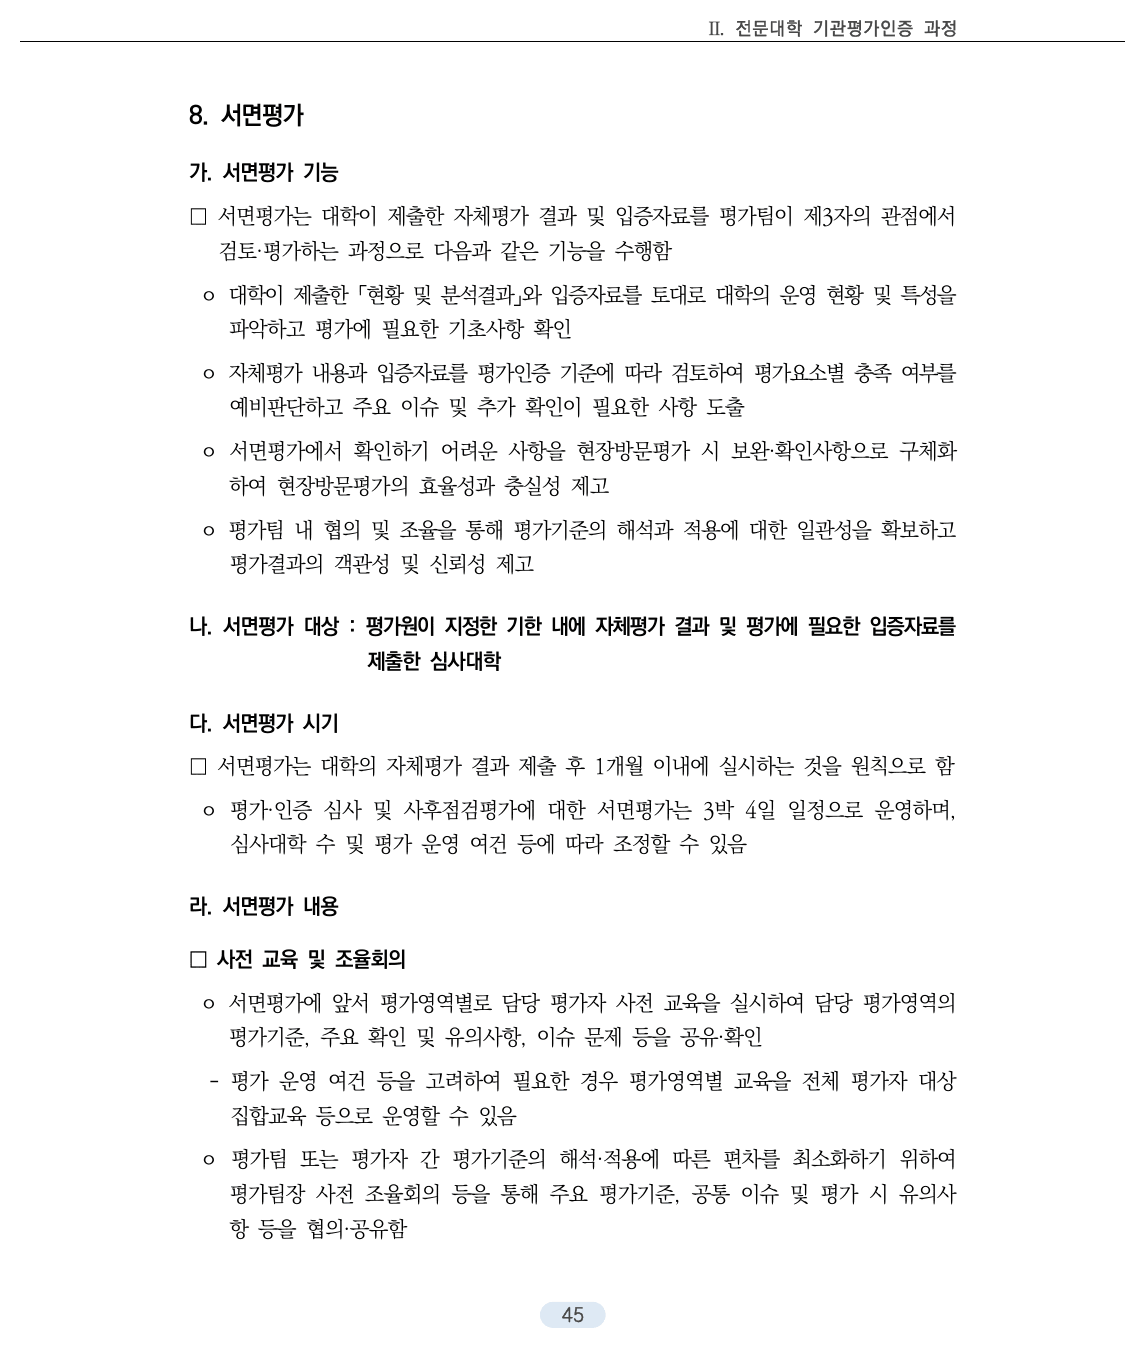 Ⅱ. 전문대학 기관평가인증 과정
8. 서면평가
가. 서면평가 기능
□ 서면평가는 대학이 제출한 자체평가 결과 및 입증자료를 평가팀이 제3자의 관점에서
검토·평가하는 과정으로 다음과 같은 기능을 수행함
ㅇ 대학이 제출한 「현황 및 분석결과」와 입증자료를 토대로 대학의 운영 현황 및 특성을
파악하고 평가에 필요한 기초사항 확인
ㅇ 자체평가 내용과 입증자료를 평가인증 기준에 따라 검토하여 평가요소별 충족 여부를
예비판단하고 주요 이슈 및 추가 확인이 필요한 사항 도출
ㅇ 서면평가에서 확인하기 어려운 사항을 현장방문평가 시 보완·확인사항으로 구체화
하여 현장방문평가의 효율성과 충실성 제고
ㅇ 평가팀 내 협의 및 조율을 통해 평가기준의 해석과 적용에 대한 일관성을 확보하고
평가결과의 객관성 및 신뢰성 제고
나. 서면평가 대상 : 평가원이 지정한 기한 내에 자체평가 결과 및 평가에 필요한 입증자료를
제출한 심사대학
다. 서면평가 시기
□ 서면평가는 대학의 자체평가 결과 제출 후 1개월 이내에 실시하는 것을 원칙으로 함
ㅇ 평가·인증 심사 및 사후점검평가에 대한 서면평가는 3박 4일 일정으로 운영하며,
심사대학 수 및 평가 운영 여건 등에 따라 조정할 수 있음
라. 서면평가 내용
□ 사전 교육 및 조율회의
ㅇ 서면평가에 앞서 평가영역별로 담당 평가자 사전 교육을 실시하여 담당 평가영역의
평가기준, 주요 확인 및 유의사항, 이슈 문제 등을 공유·확인
- 평가 운영 여건 등을 고려하여 필요한 경우 평가영역별 교육을 전체 평가자 대상
집합교육 등으로 운영할 수 있음
ㅇ 평가팀 또는 평가자 간 평가기준의 해석·적용에 따른 편차를 최소화하기 위하여
평가팀장 사전 조율회의 등을 통해 주요 평가기준, 공통 이슈 및 평가 시 유의사
항 등을 협의·공유함
45